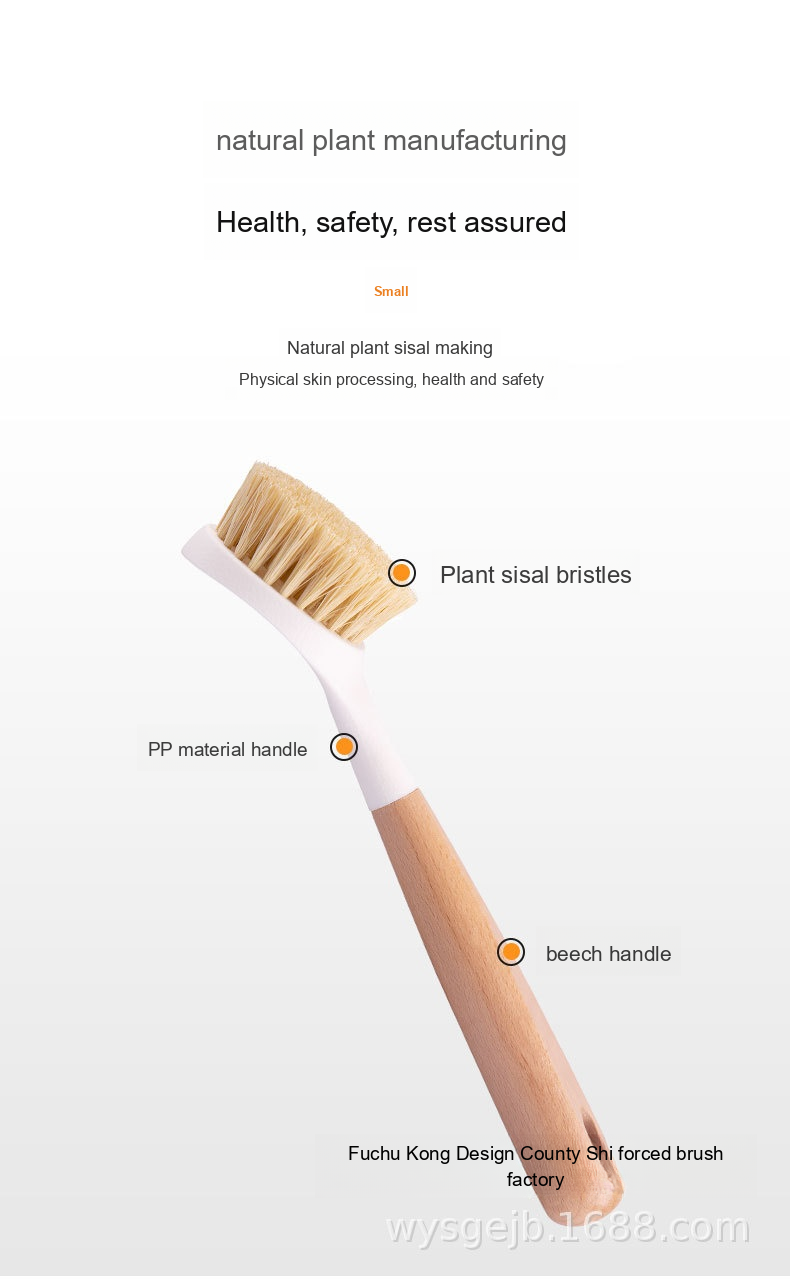 natural plant manufacturing
Health, safety, rest assured
Small
Natural plant sisal making
Physical skin processing, health and safety
Plant sisal bristles
PP material handle
beech handle
Fuchu Kong Design County Shi forced brush
factory
wysgejb.1688.com